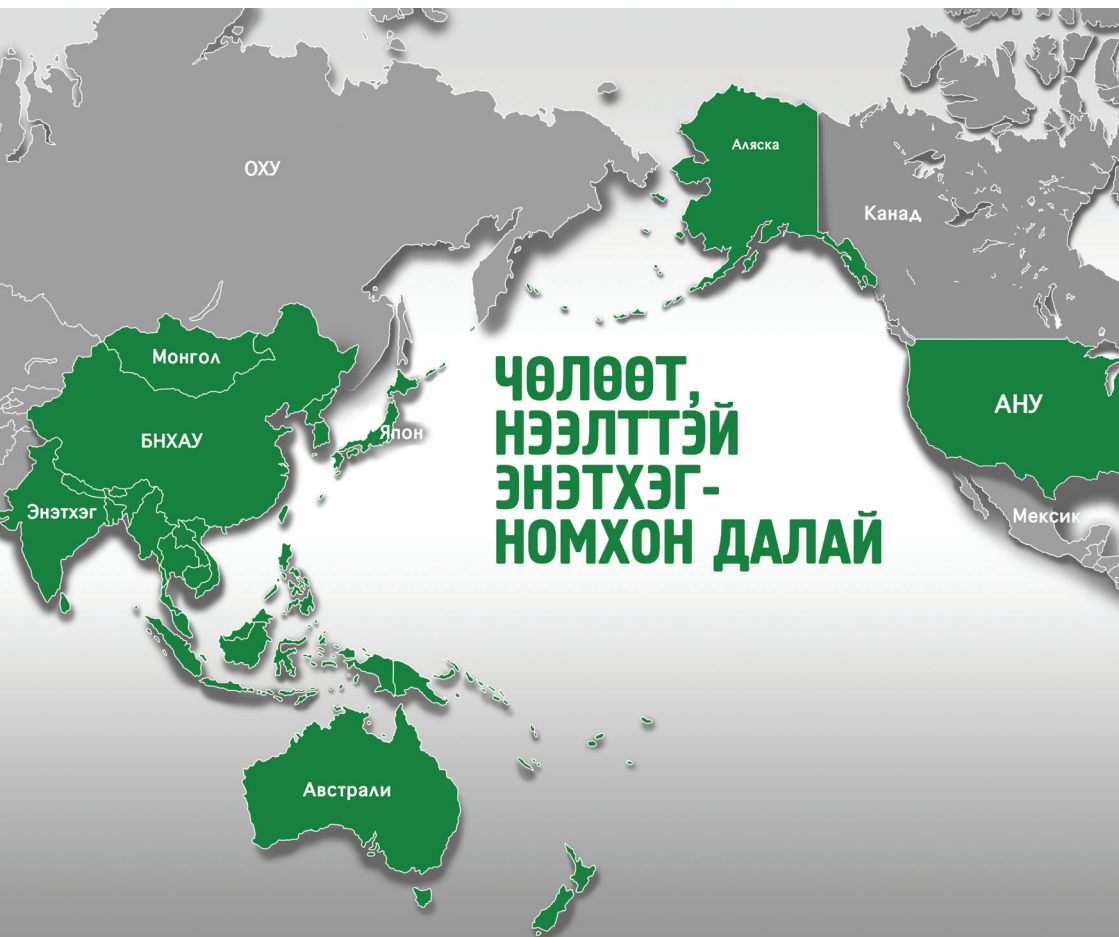 Аляска
ОХУ
Канад
Монгол
ЧӨЛӨӨТ,
НЭЭЛТТЭЙ
ЭНЭТХЭГ-
НОМХОН ДАЛАЙ
АНУ
Япон
БНХАУ
Энэтхэг
Мексик
Австрали